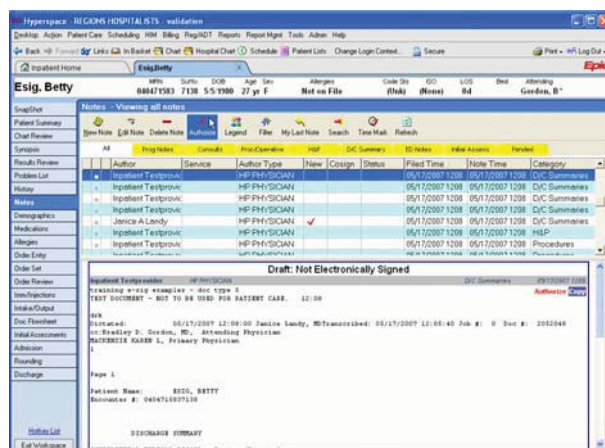 Hyperspace - REGIONS HOSPITALISTS - validation
Desktop Action Patient Care Scheduling HIM Billing Reg/ADT Reports Report Mgmt Tools Admin Help
Back Forward Links In Basket Chart Hospital Chart Schedule Patient Lists Change Login Context... Secure Print Log Out
Inpatient Home Esig,Betty
Epic
MRN Suffix DOB Age Sex Allergies Code Sts ISO LOS Bed Attending
Esig, Betty 040471583 7138 5/5/1980 27 yr F Not on File (Unk) (None) 0d Gordon, B*
SnapShot
Patient Summary
Chart Review
Synopsis
Results Review
Problem List
History
Notes
Demographics
Medications
Allergies
Order Entry
Order Set
Order Review
Imm/Injections
Intake/Output
Doc Flowsheet
Initial Assessments
Admission
Rounding
Discharge
Hotkey List
Exit Workspace
Notes - Viewing all notes
New Note Edit Note Delete Note Authorize Legend Filter My Last Note Search Time Mark Refresh
All Prog Notes Consults Proc/Operative H&P D/C Summary ED Notes Initial Assess Pended
Author Service Author Type New Cosign Status Filed Time Note Time Category
Inpatient Testprovic HP PHYSICIAN 05/17/2007 1208 05/17/2007 1208 D/C Summaries
Inpatient Testprovic HP PHYSICIAN 05/17/2007 1208 05/17/2007 1208 D/C Summaries
Inpatient Testprovic HP PHYSICIAN 05/17/2007 1208 05/17/2007 1208 D/C Summaries
Janice A Landy HP PHYSICIAN 05/17/2007 1208 05/17/2007 1208 D/C Summaries
Inpatient Testprovic HP PHYSICIAN 05/17/2007 1208 05/17/2007 1208 H&P
Inpatient Testprovic HP PHYSICIAN 05/17/2007 1208 05/17/2007 1208 Procedures
Draft: Not Electronically Signed
Inpatient Testprovider HP PHYSICIAN D/C Summaries 05/17/2007 1208
training e-sig examples - doc type 5
Authorize Copy
TEST DOCUMENT - NOT TO BE USED FOR PATIENT CARE. 12:08
drk
Dictated: 05/17/2007 12:00:00 Janice Landy, MDTranscribed: 05/17/2007 12:05:40 Job #: 0 Doc #: 2052048
cc:Bradley D. Gordon, MD, Attending Physician
MACKENZIE KAREN L, Primary Physician
1
Page 1
Patient Name: ESIG, BETTY
Encounter #: 0404715837138
DISCHARGE SUMMARY